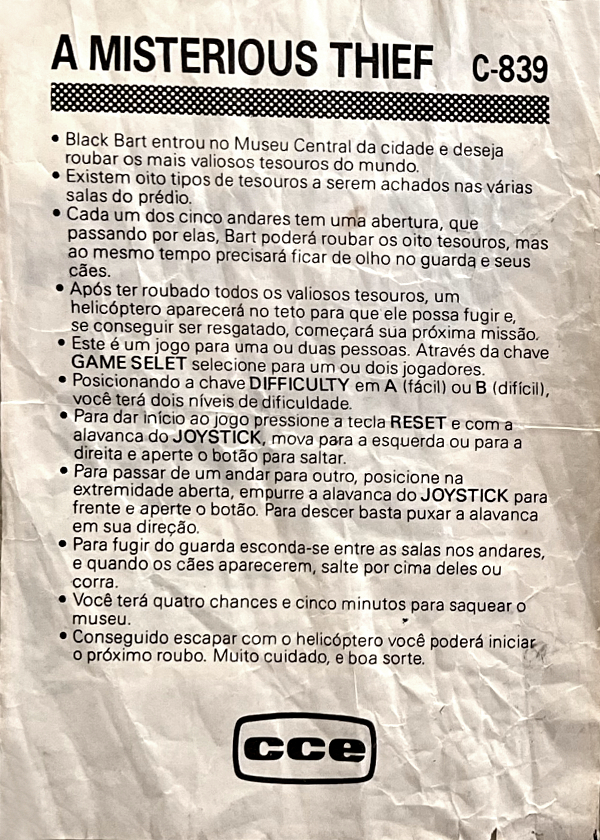 A MISTERIOUS THIEF C-839
• Black Bart entrou no Museu Central da cidade e deseja
roubar os mais valiosos tesouros do mundo.
• Existem oito tipos de tesouros a serem achados nas várias
salas do prédio.
• Cada um dos cinco andares tem uma abertura, que
passando por elas, Bart poderá roubar os oito tesouros, mas
ao mesmo tempo precisará ficar de olho no guarda e seus
cães.
• Após ter roubado todos os valiosos tesouros, um
helicóptero aparecerá no teto para que ele possa fugir e,
se conseguir ser resgatado, começará sua próxima missão.
• Este é um jogo para uma ou duas pessoas. Através da chave
GAME SELET selecione para um ou dois jogadores.
• Posicionando a chave DIFFICULTY em A (fácil) ou B (difícil),
você terá dois níveis de dificuldade.
• Para dar início ao jogo pressione a tecla RESET e com a
alavanca do JOYSTICK, mova para a esquerda ou para a
direita e aperte o botão para saltar.
• Para passar de um andar para outro, posicione na
extremidade aberta, empurre a alavanca do JOYSTICK para
frente e aperte o botão. Para descer basta puxar a alavanca
em sua direção.
• Para fugir do guarda esconda-se entre as salas nos andares,
e quando os cães aparecerem, salte por cima deles ou
corra.
• Você terá quatro chances e cinco minutos para saquear o
museu.
• Conseguido escapar com o helicóptero você poderá iniciar
o próximo roubo. Muito cuidado, e boa sorte.
cce